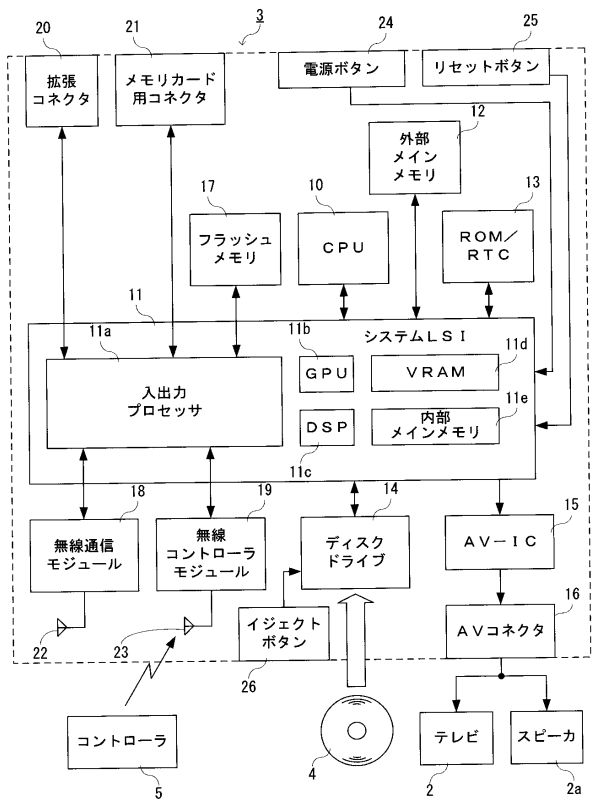 3
20
21
24
25
拡張
コネクタ
メモリカード
用コネクタ
電源ボタン
リセットボタン
12
外部
メイン
メモリ
17
10
13
フラッシュ
メモリ
CPU
ROM/
RTC
11
システムLSI
11a
11b
11d
入出力
プロセッサ
GPU
VRAM
11e
DSP
内部
メインメモリ
11c
18
19
14
15
無線通信
モジュール
無線
コントローラ
モジュール
ディスク
ドライブ
AV-IC
16
22
23
イジェクト
ボタン
26
AVコネクタ
コントローラ
5
4
テレビ
2
スピーカ
2a